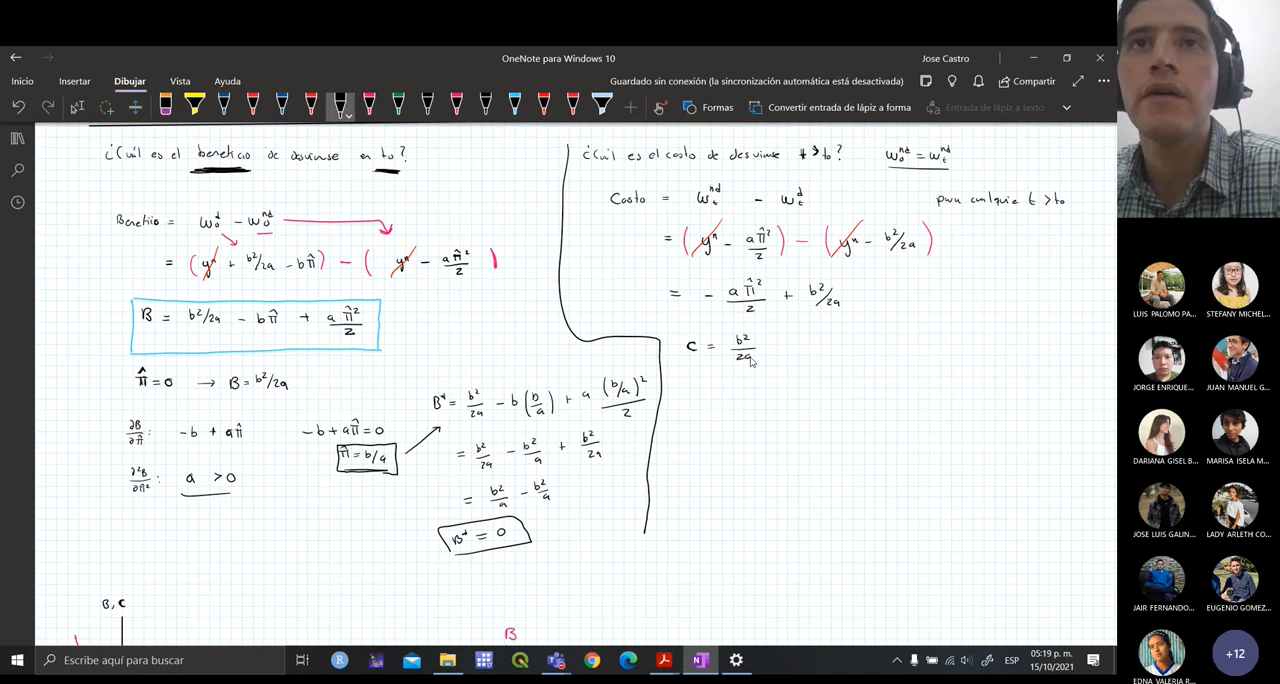 OneNote para Windows 10
Jose Castro
Inicio Insertar Dibujar Vista Ayuda
Guardado sin conexión (la sincronización automática está desactivada)
Compartir
Formas
Convertir entrada de lápiz a forma
Entrada de lápiz a texto
¿Cuál es el beneficio de desviarse en to?
Beneficio = W₀ᵈ - W₀ⁿᵈ
= (yⁿ + b²/2a - bπ̂) - (yⁿ - aπ̂²/2)
B = b²/2a - bπ̂ + aπ̂²/2
π̂=0 → B = b²/2a
∂B/∂π̂: -b + aπ̂
-b + aπ̂ = 0
π̂ = b/a
∂²B/∂π̂²: a > 0
B* = b²/2a - b(b/a) + a (b/a)²/2
= b²/2a - b²/a + b²/2a
= b²/a - b²/a
B* = 0
¿Cuál es el costo de desviarse t>to? W₀ⁿᵈ = Wₜⁿᵈ
Costo = Wₜⁿᵈ - Wₜᵈ para cualquie t > to
= (yⁿ - aπ̂²/2) - (yⁿ - b²/2a)
= - aπ̂²/2 + b²/2a
C = b²/2a
B, C
B
LUIS PALOMO PA...
STEFANY MICHEL...
JORGE ENRIQUE...
JUAN MANUEL G...
DARIANA GISEL B...
MARISA ISELA M...
JOSE LUIS GALIN...
LADY ARLETH CO...
JAIR FERNANDO...
EUGENIO GOMEZ...
EDNA VALERIA R...
+12
Escribe aquí para buscar
ESP
05:19 p. m.
15/10/2021